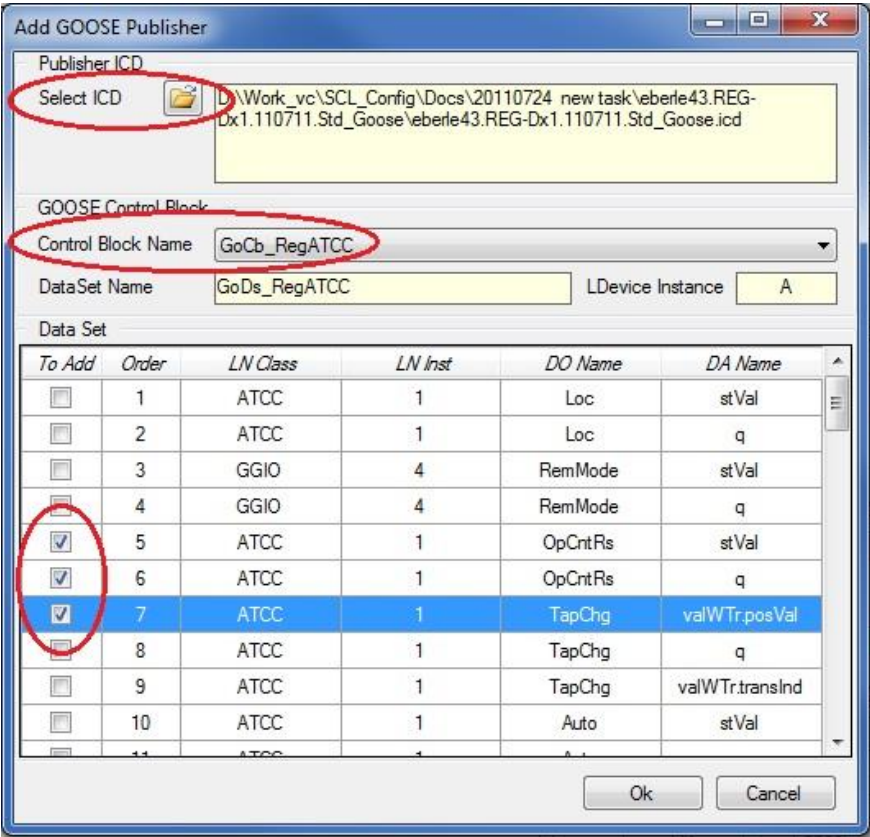 Add GOOSE Publisher
Publisher ICD
Select ICD
D:\Work_vc\SCL_Config\Docs\20110724 new task\eberle43.REG-
Dx1.110711.Std_Goose\eberle43.REG-Dx1.110711.Std_Goose.icd
GOOSE Control Block
Control Block Name GoCb_RegATCC
DataSet Name GoDs_RegATCC LDevice Instance A
Data Set
To Add Order LN Class LN Inst DO Name DA Name
1 ATCC 1 Loc stVal
2 ATCC 1 Loc q
3 GGIO 4 RemMode stVal
4 GGIO 4 RemMode q
5 ATCC 1 OpCntRs stVal
6 ATCC 1 OpCntRs q
7 ATCC 1 TapChg valWTr.posVal
8 ATCC 1 TapChg q
9 ATCC 1 TapChg valWTr.transInd
10 ATCC 1 Auto stVal
Ok Cancel